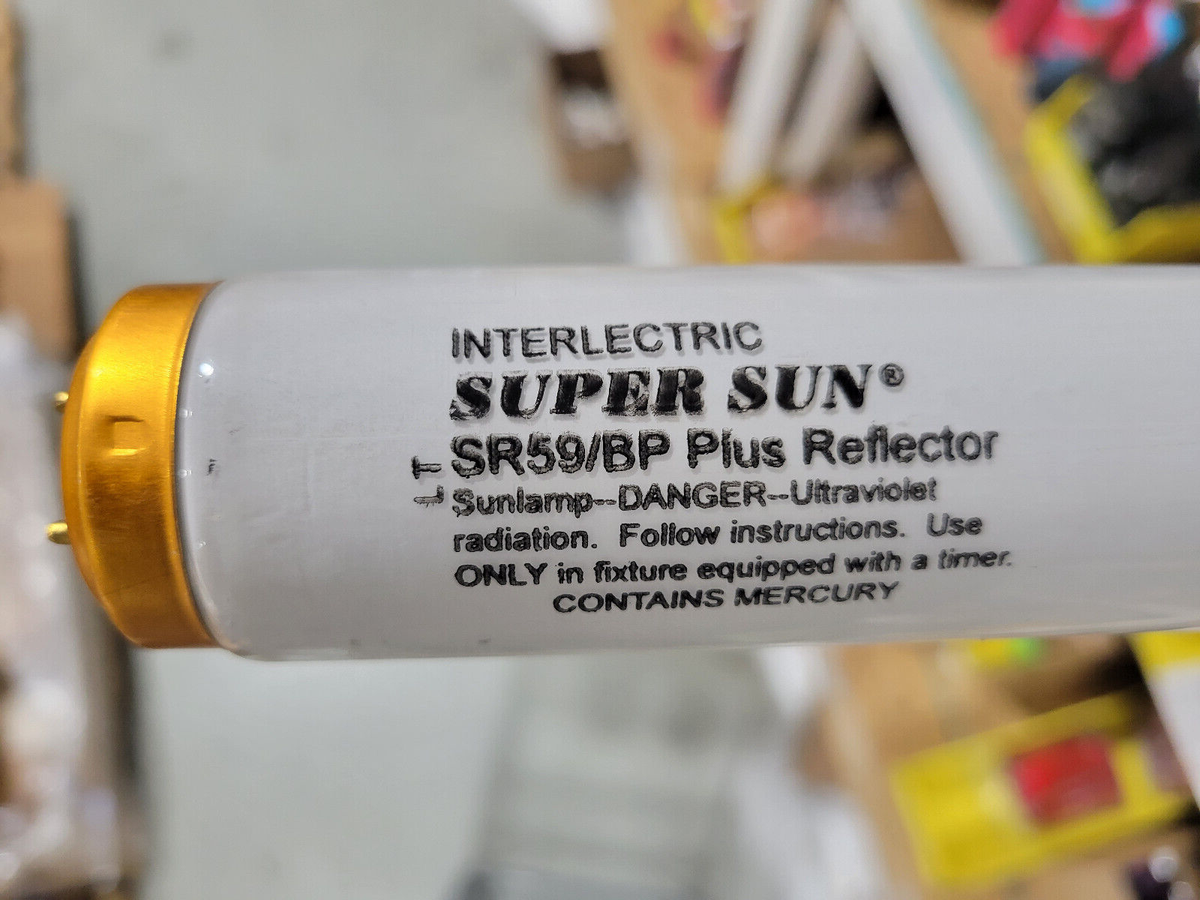 INTERLECTRIC
SUPER SUN®
SR59/BP Plus Reflector
Sunlamp--DANGER--Ultraviolet
radiation. Follow instructions. Use
ONLY in fixture equipped with a timer.
CONTAINS MERCURY